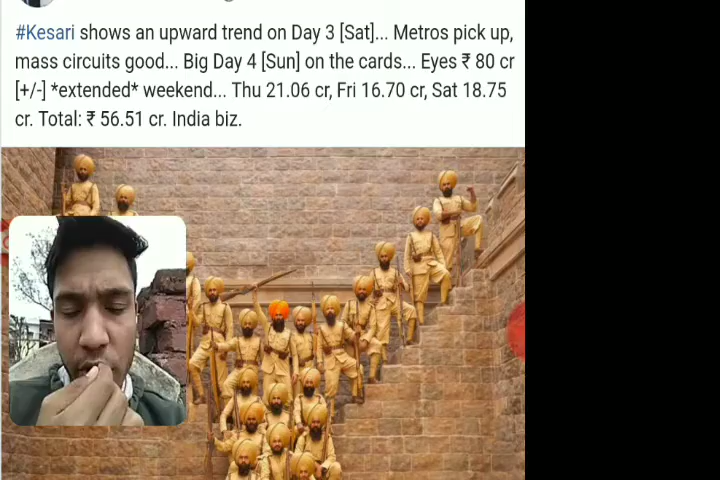 #Kesari shows an upward trend on Day 3 [Sat]... Metros pick up,
mass circuits good... Big Day 4 [Sun] on the cards... Eyes ₹ 80 cr
[+/-] *extended* weekend... Thu 21.06 cr, Fri 16.70 cr, Sat 18.75
cr. Total: ₹ 56.51 cr. India biz.